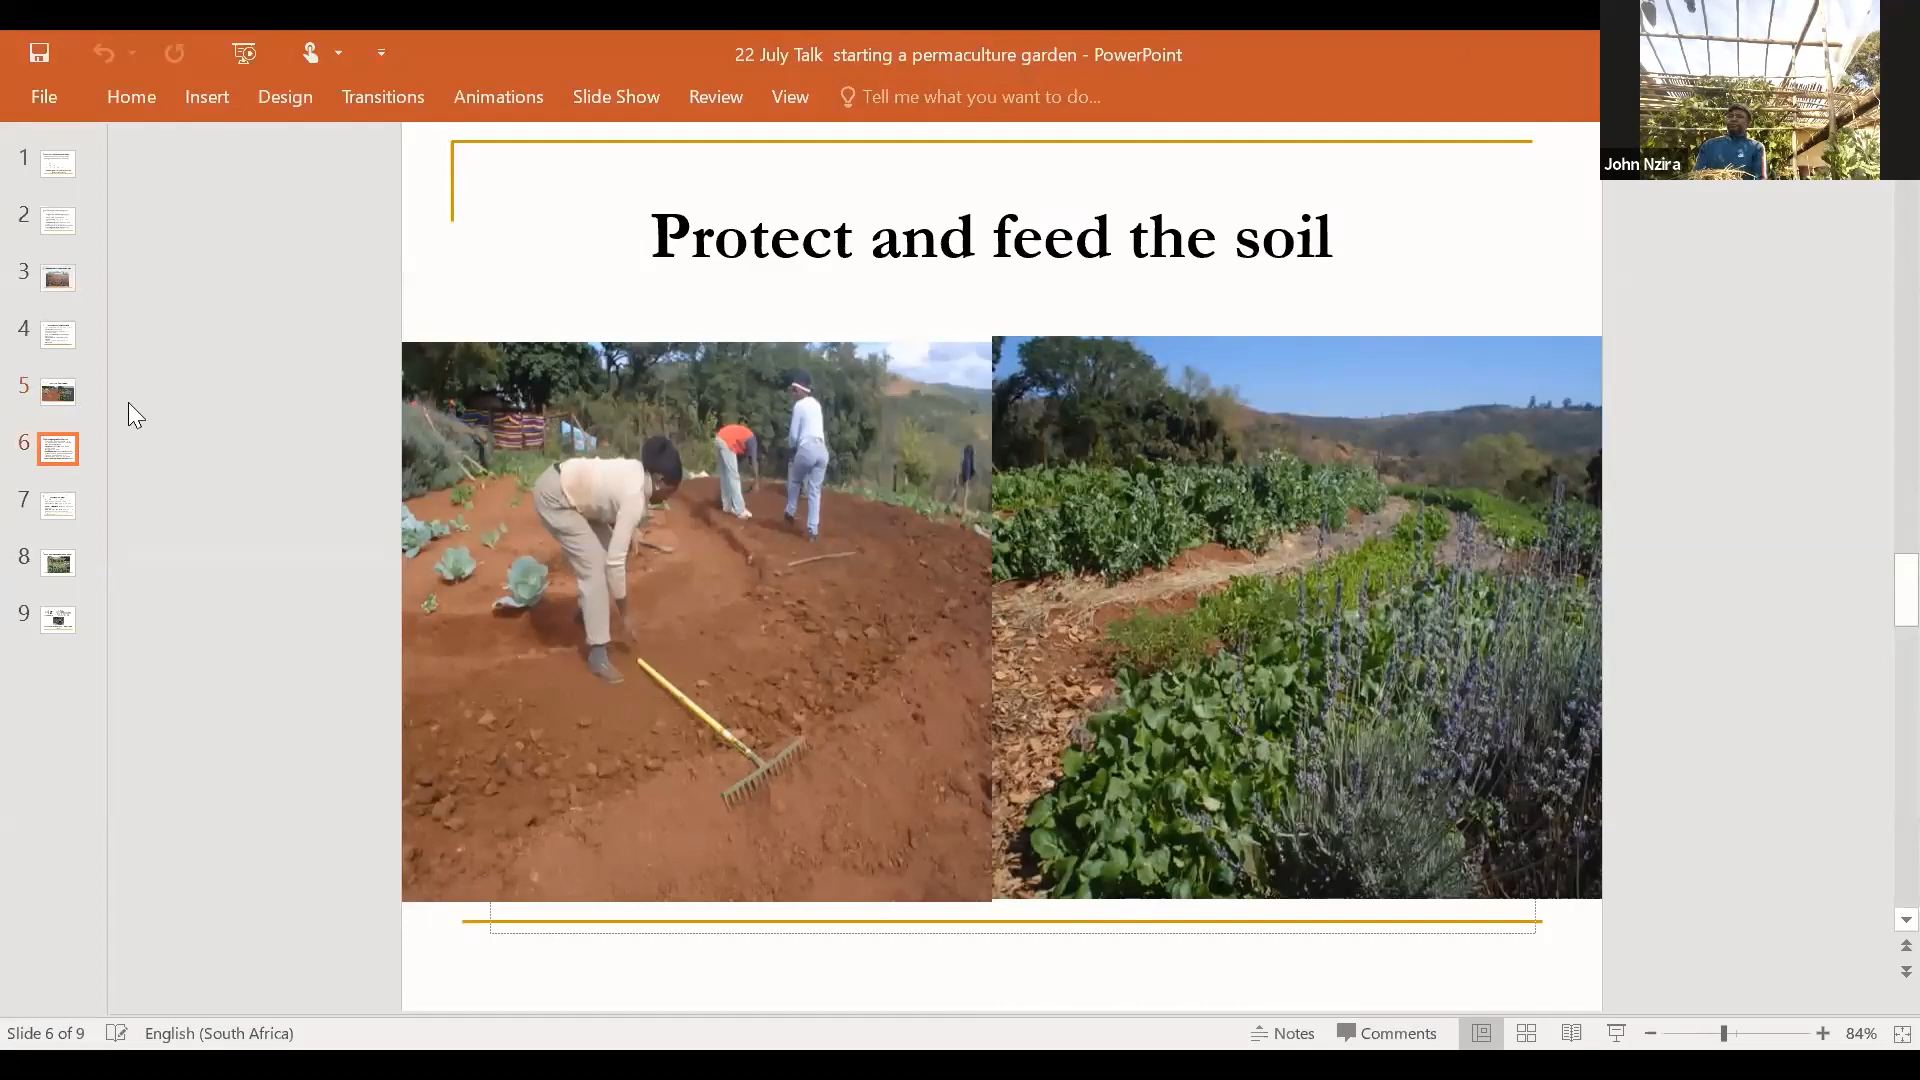 22 July Talk  starting a permaculture garden - PowerPoint
File Home Insert Design Transitions Animations Slide Show Review View Tell me what you want to do...
John Nzira
Protect and feed the soil
1
2
3
4
5
6
7
8
9
Slide 6 of 9 English (South Africa) Notes Comments 84%